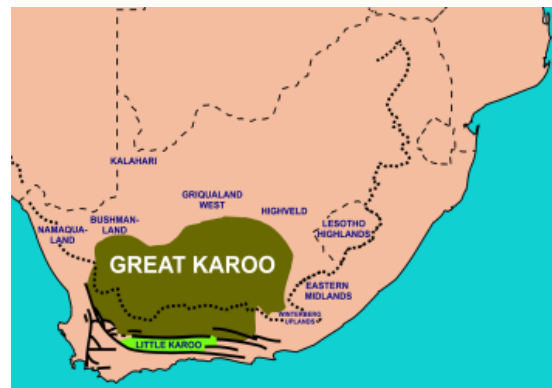 KALAHARI
GRIQUALAND
WEST
HIGHVELD
BUSHMAN-
LAND
NAMAQUA-
LAND
LESOTHO
HIGHLANDS
GREAT KAROO
EASTERN
MIDLANDS
WINTERBERG
UPLANDS
LITTLE KAROO